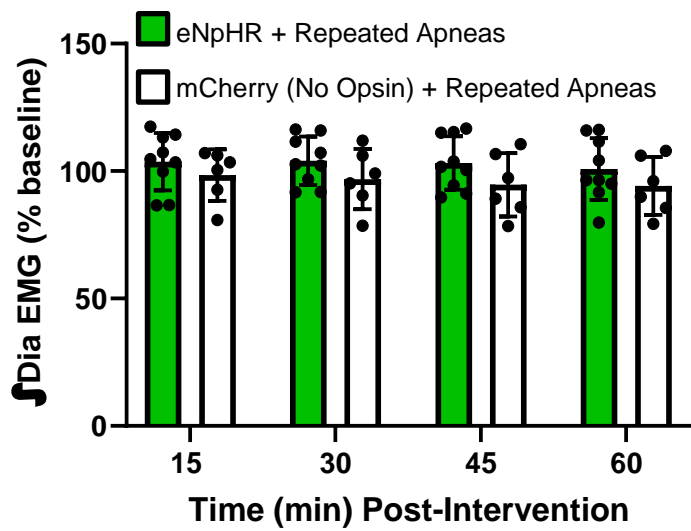 eNpHR + Repeated Apneas
mCherry (No Opsin) + Repeated Apneas
∫Dia EMG (% baseline)
150
100
50
0
15 30 45 60
Time (min) Post-Intervention